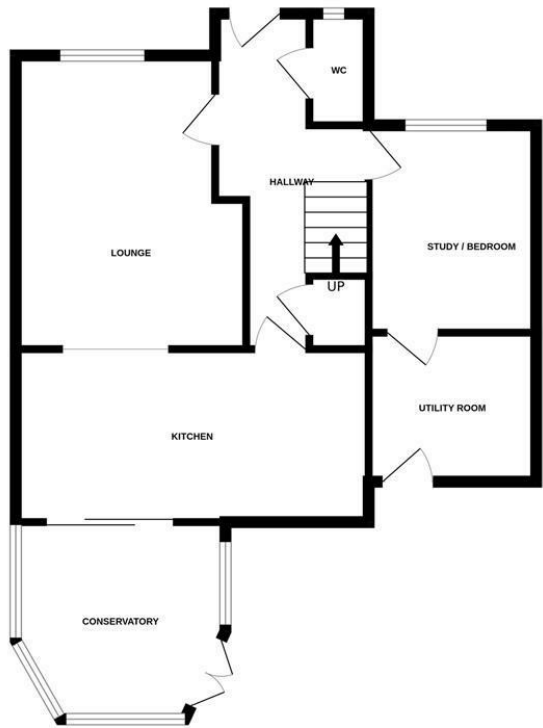 WC
HALLWAY
STUDY / BEDROOM
LOUNGE
UP
UTILITY ROOM
KITCHEN
CONSERVATORY